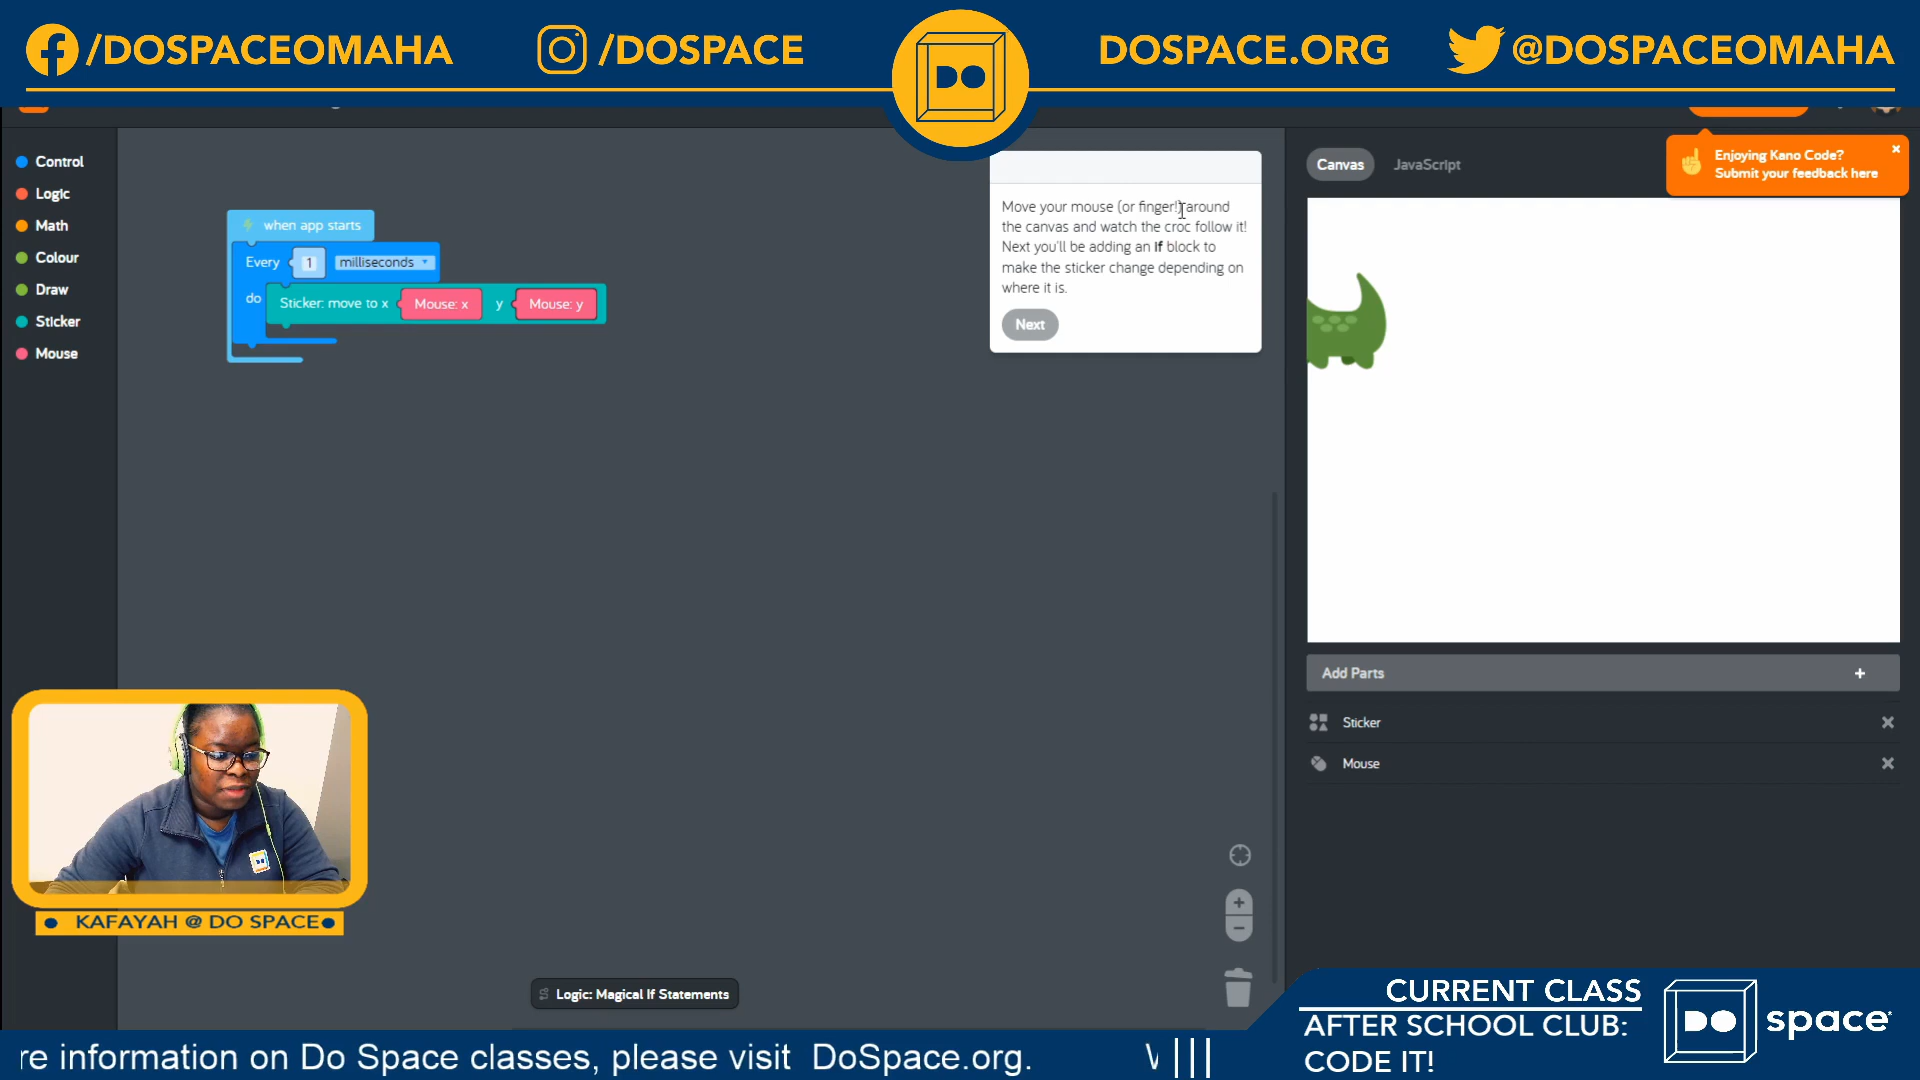 /DOSPACEOMAHA
/DOSPACE
DO
DOSPACE.ORG
@DOSPACEOMAHA
Control
Logic
Math
Colour
Draw
Sticker
Mouse
when app starts
Every 1 milliseconds
do Sticker: move to x Mouse: x y Mouse: y
Move your mouse (or finger!) around
the canvas and watch the croc follow it!
Next you'll be adding an If block to
make the sticker change depending on
where it is.
Next
Canvas
JavaScript
Enjoying Kano Code?
Submit your feedback here
Add Parts
Sticker
Mouse
KAFAYAH @ DO SPACE
Logic: Magical If Statements
CURRENT CLASS
AFTER SCHOOL CLUB:
CODE IT!
DO space
re information on Do Space classes, please visit DoSpace.org.